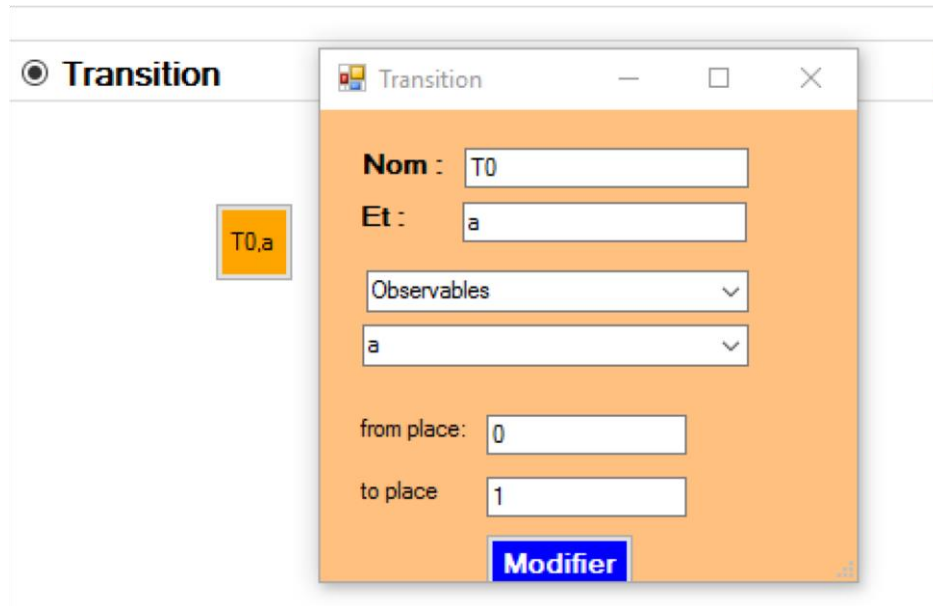 Transition
Transition
Nom : T0
Et : a
T0,a
Observables
a
from place: 0
to place 1
Modifier